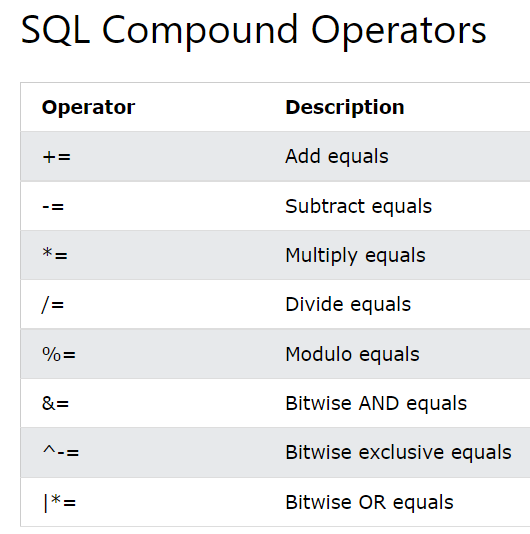 SQL Compound Operators
Operator Description
+= Add equals
-= Subtract equals
*= Multiply equals
/= Divide equals
%= Modulo equals
&= Bitwise AND equals
^-= Bitwise exclusive equals
|*= Bitwise OR equals